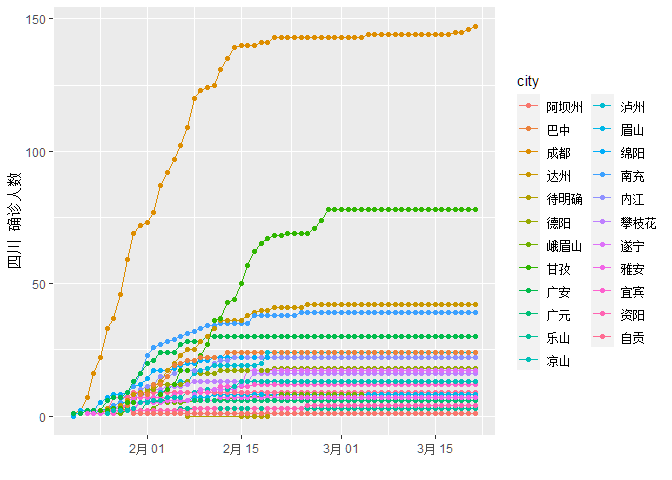 150
100
50
0
四川 确诊人数
2月 01
2月 15
3月 01
3月 15
city
阿坝州
巴中
成都
达州
待明确
德阳
峨眉山
甘孜
广安
广元
乐山
凉山
泸州
眉山
绵阳
南充
内江
攀枝花
遂宁
雅安
宜宾
资阳
自贡